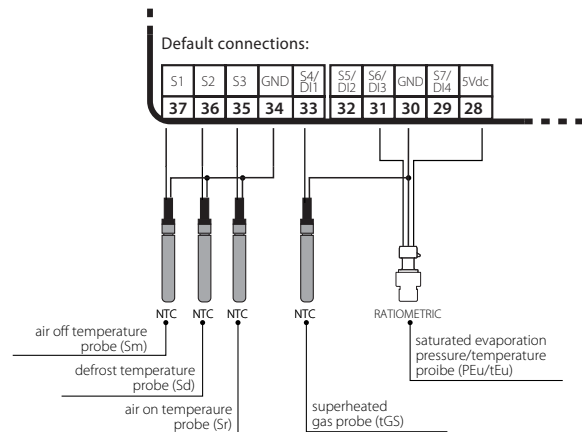 Default connections:
S1 S2 S3 GND S4/ DI1 S5/ DI2 S6/ DI3 GND S7/ DI4 5Vdc
37 36 35 34 33 32 31 30 29 28
NTC NTC NTC NTC RATIOMETRIC
air off temperature
probe (Sm)
defrost temperature
probe (Sd)
air on temperaure
probe (Sr)
superheated
gas probe (tGS)
saturated evaporation
pressure/temperature
proibe (PEu/tEu)